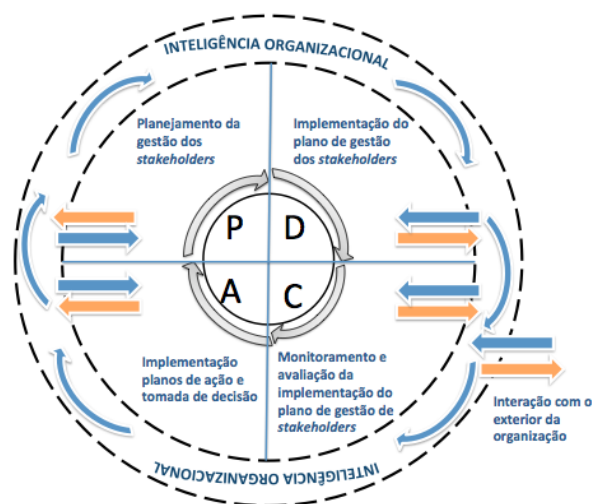 INTELIGÊNCIA ORGANIZACIONAL
Planejamento da
gestão dos
stakeholders
Implementação do
plano de gestão
dos stakeholders
P
D
A
C
Implementação
planos de ação e
tomada de decisão
Monitoramento e
avaliação da
implementação do
plano de gestão de
stakeholders
Interação com o
exterior da
organização
INTELIGÊNCIA ORGANIZACIONAL